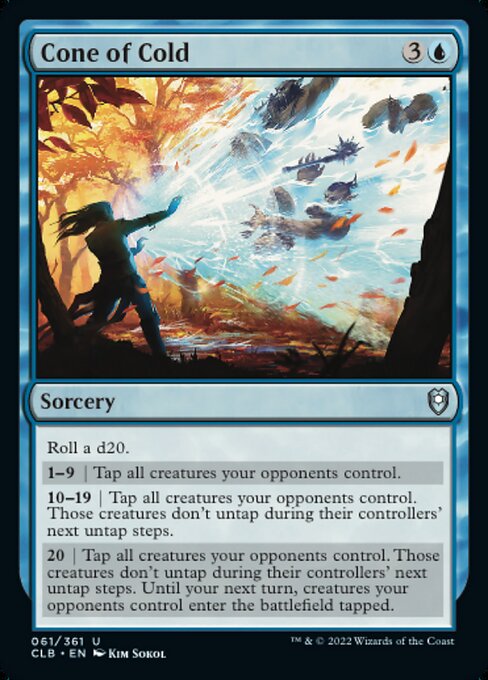 Cone of Cold 3
Sorcery
Roll a d20.
1–9 | Tap all creatures your opponents control.
10–19 | Tap all creatures your opponents control.
Those creatures don't untap during their controllers'
next untap steps.
20 | Tap all creatures your opponents control. Those
creatures don't untap during their controllers' next
untap steps. Until your next turn, creatures your
opponents control enter the battlefield tapped.
061/361 U
CLB • EN Kim Sokol
™ & © 2022 Wizards of the Coast